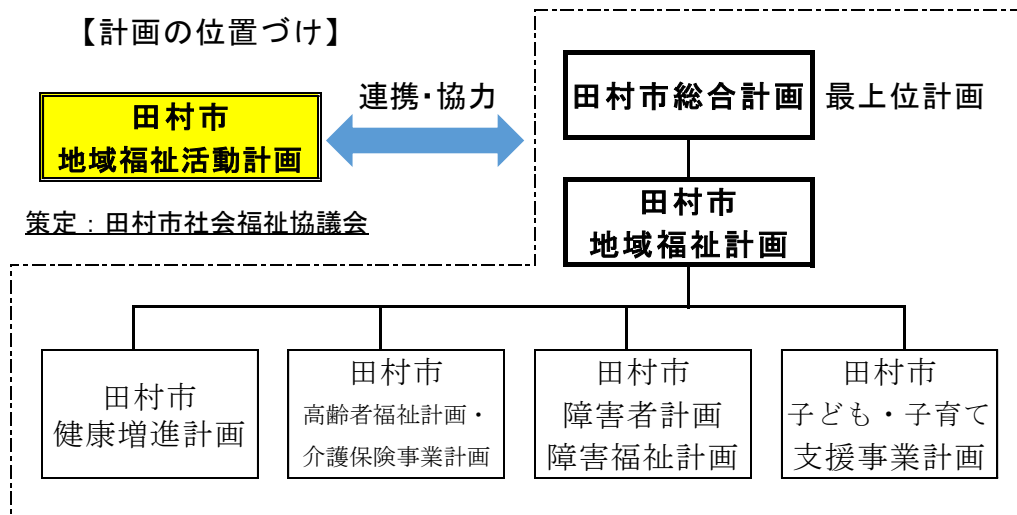 【計画の位置づけ】
田村市
地域福祉活動計画
連携・協力
田村市総合計画
最上位計画
策定：田村市社会福祉協議会
田村市
地域福祉計画
田村市
健康増進計画
田村市
高齢者福祉計画・
介護保険事業計画
田村市
障害者計画
障害福祉計画
田村市
子ども・子育て
支援事業計画